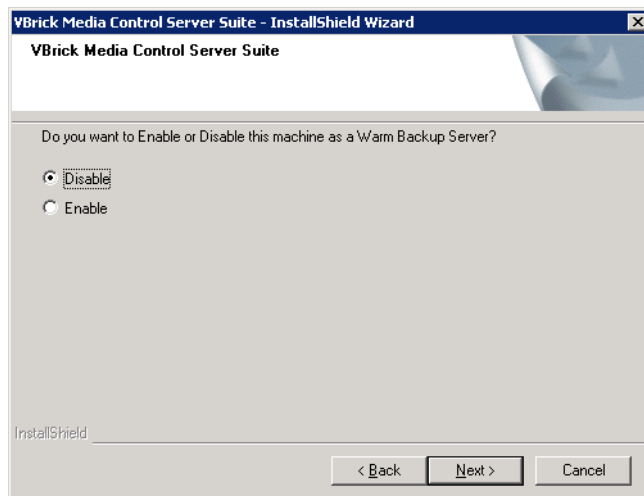 VBrick Media Control Server Suite - InstallShield Wizard
VBrick Media Control Server Suite
Do you want to Enable or Disable this machine as a Warm Backup Server?
Disable
Enable
InstallShield
< Back Next > Cancel